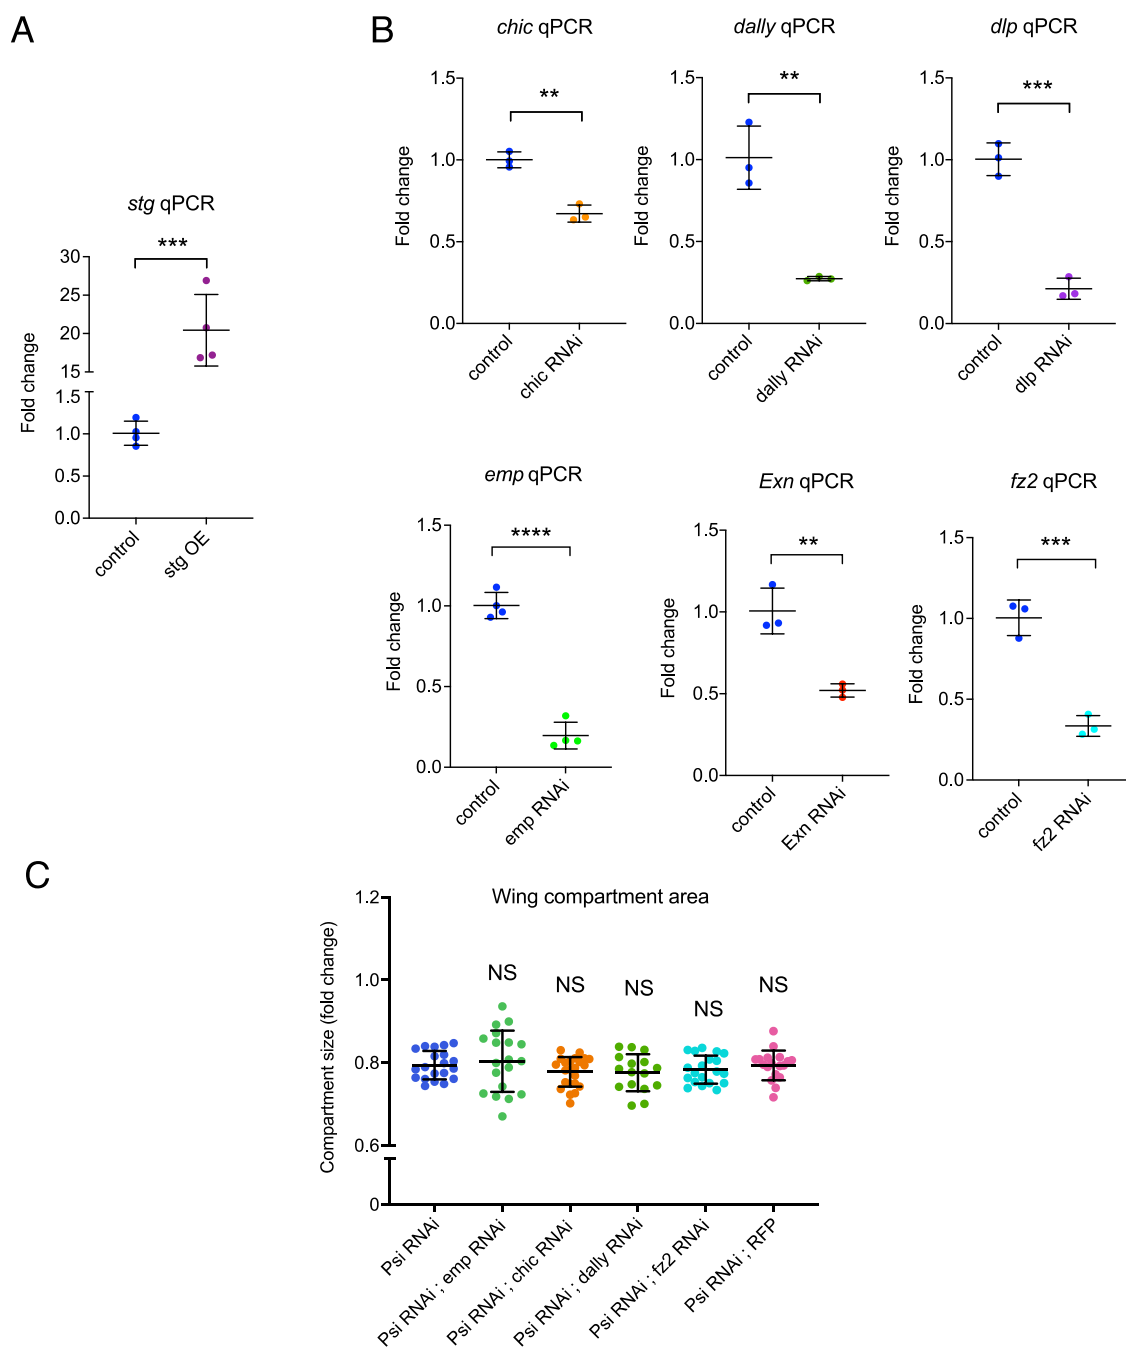 A
stg qPCR
***
30
25
20
15
1.5
1.0
0.5
0.0
Fold change
control
stg OE
B
chic qPCR
**
1.5
1.0
0.5
0.0
Fold change
control
chic RNAi
dally qPCR
**
1.5
1.0
0.5
0.0
Fold change
control
dally RNAi
dlp qPCR
***
1.5
1.0
0.5
0.0
Fold change
control
dlp RNAi
emp qPCR
****
1.5
1.0
0.5
0.0
Fold change
control
emp RNAi
Exn qPCR
**
1.5
1.0
0.5
0.0
Fold change
control
Exn RNAi
fz2 qPCR
***
1.5
1.0
0.5
0.0
Fold change
control
fz2 RNAi
C
Wing compartment area
1.2
1.0
0.8
0.6
0
Compartment size (fold change)
NS
NS
NS
NS
NS
Psi RNAi
Psi RNAi ; emp RNAi
Psi RNAi ; chic RNAi
Psi RNAi ; dally RNAi
Psi RNAi ; fz2 RNAi
Psi RNAi ; RFP